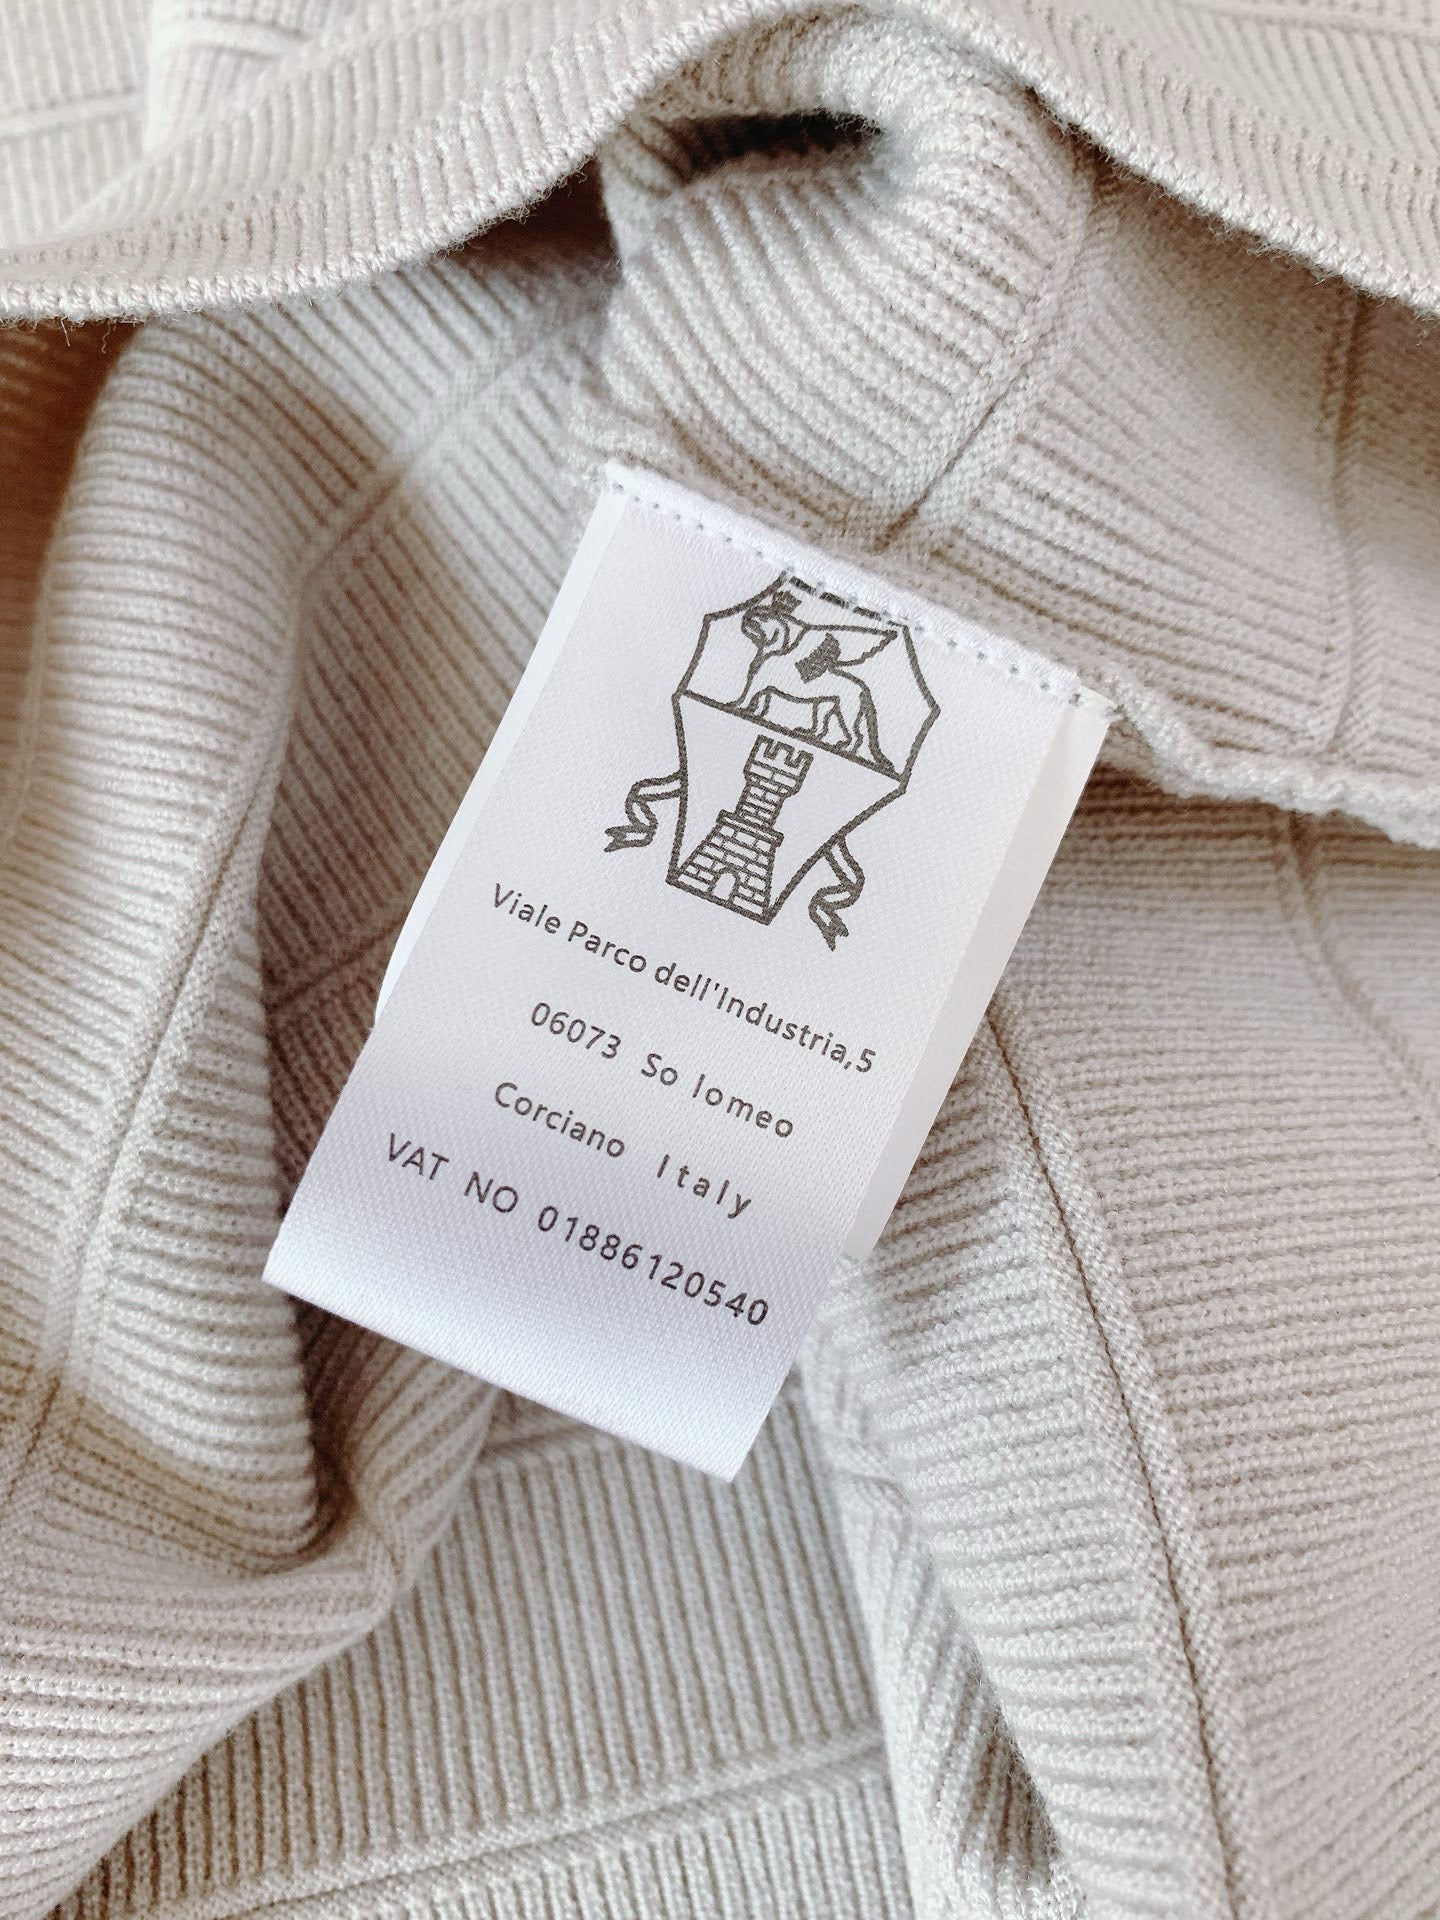 Viale Parco dell'Industria,5
06073 So lomeo
Corciano Italy
VAT NO 01886120540